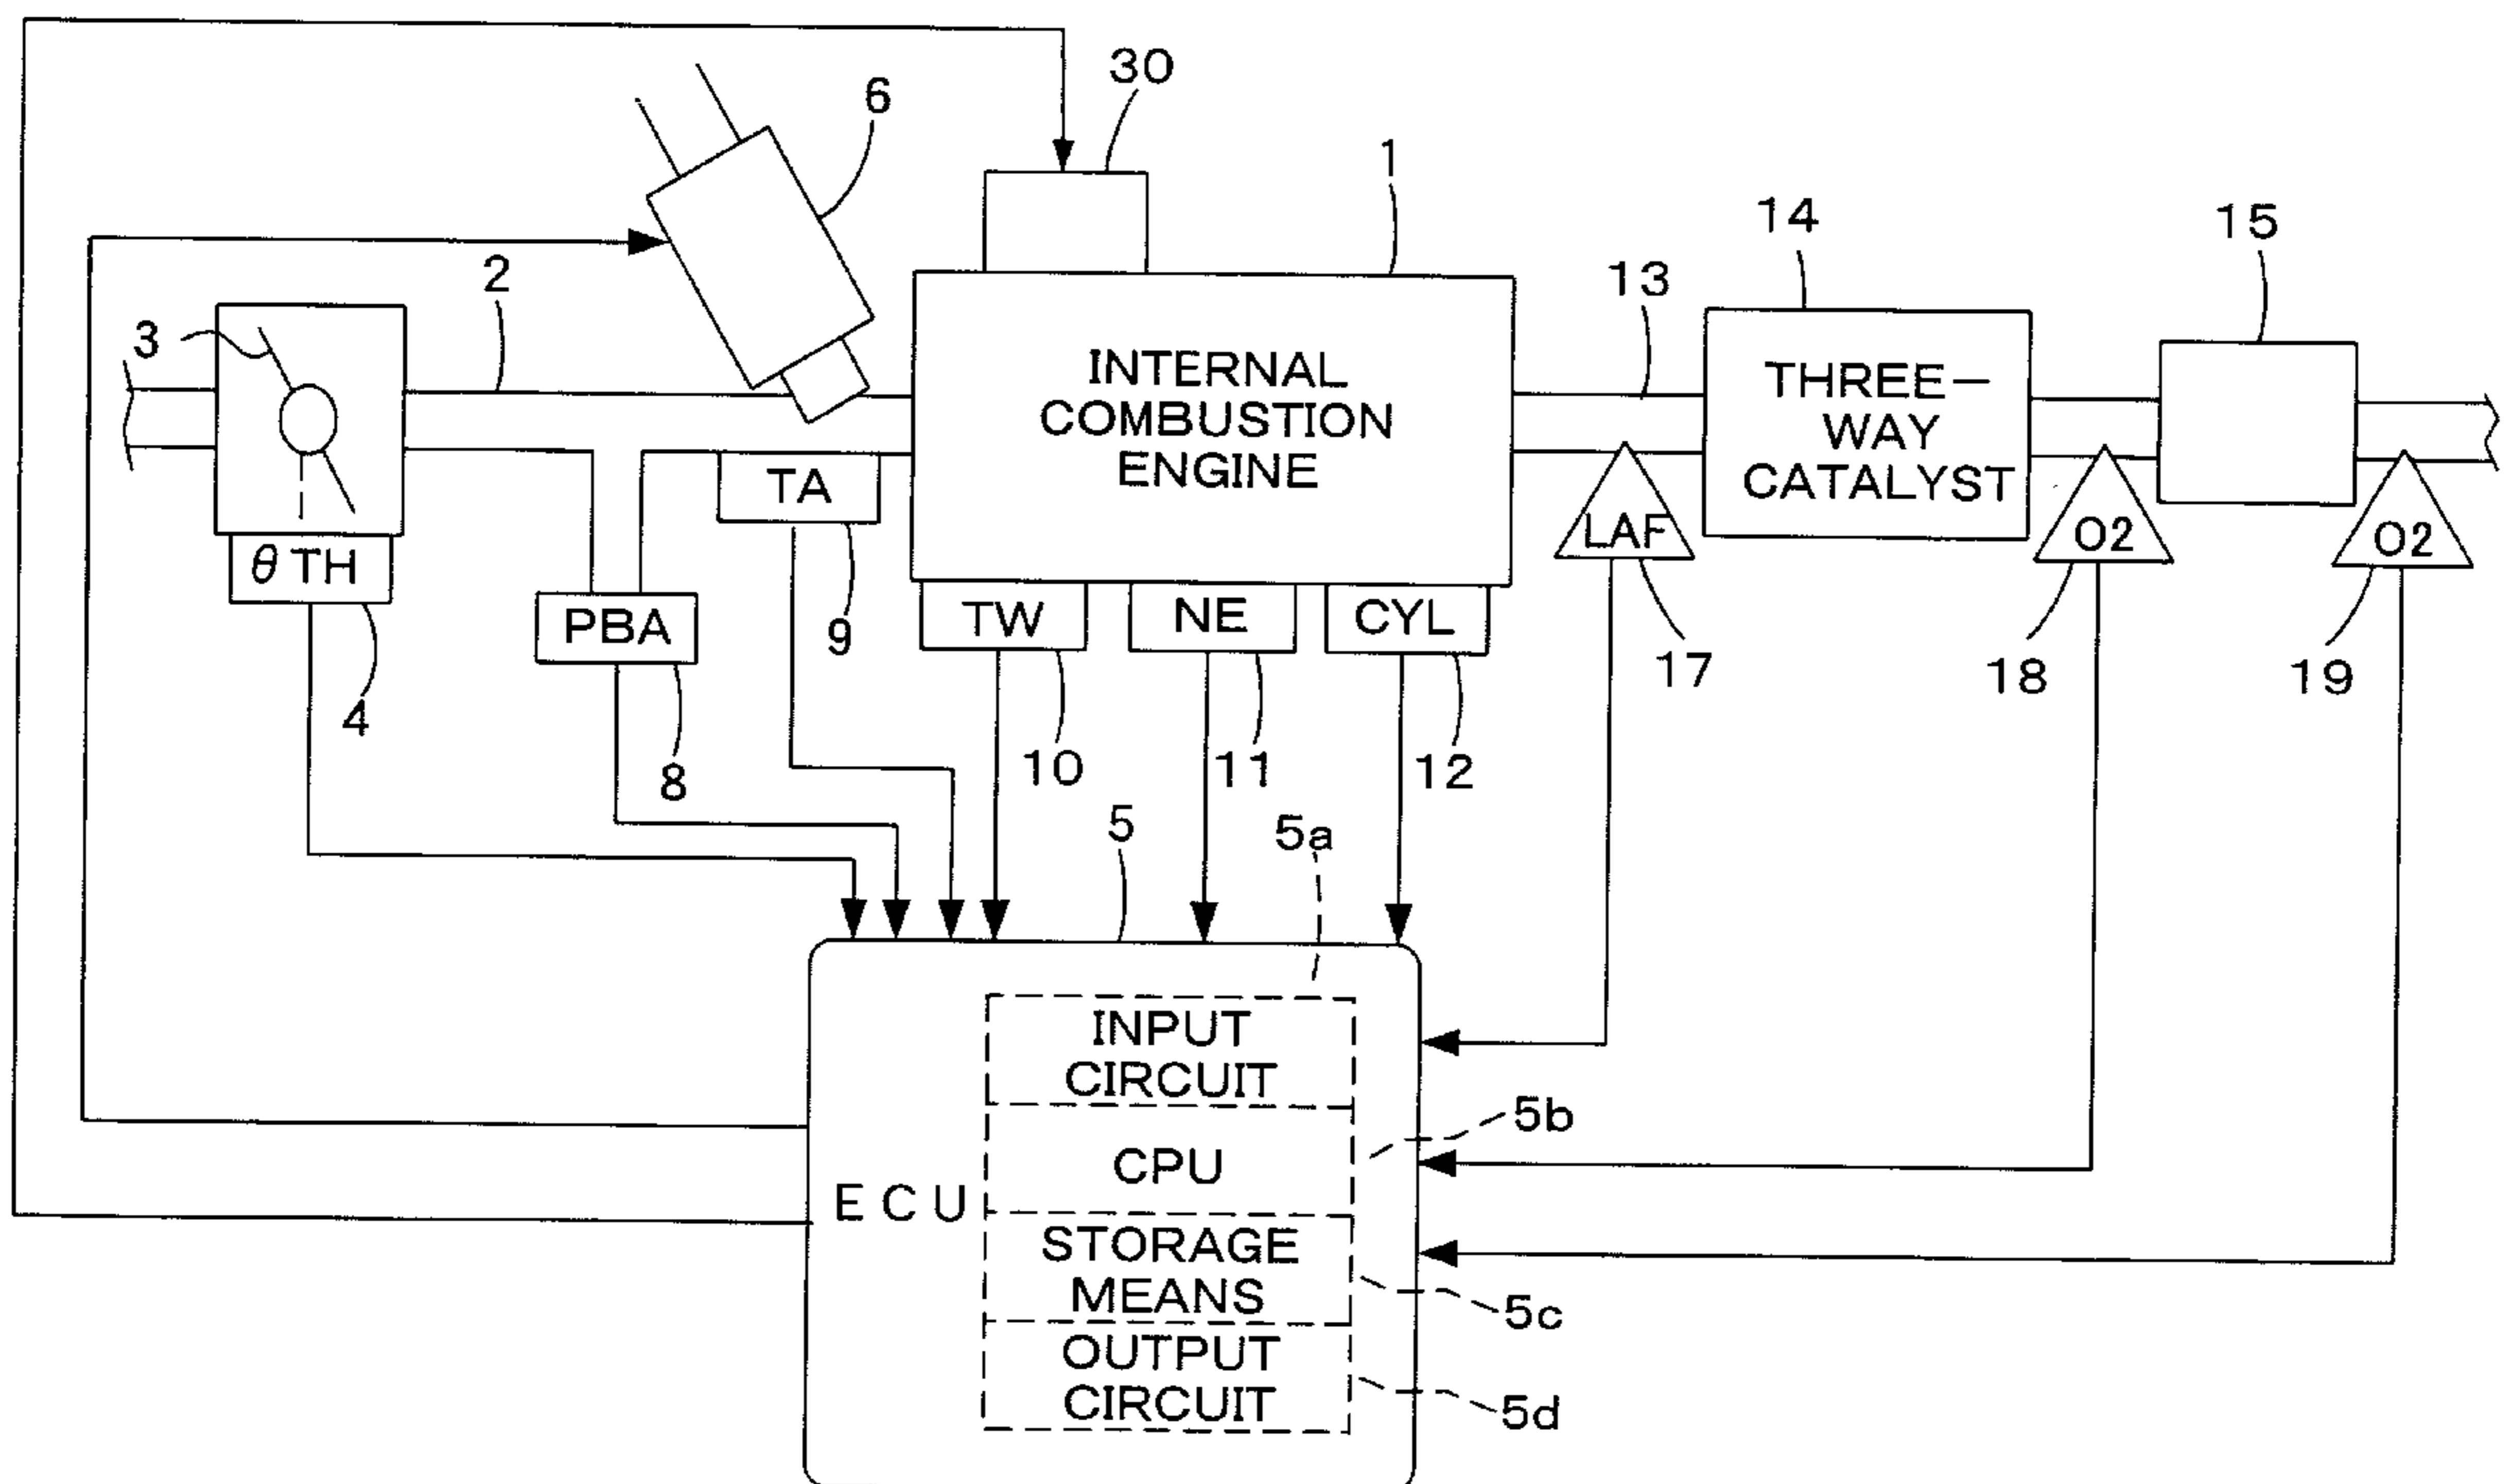 30
6
1
14
15
2
13
3
INTERNAL
COMBUSTION
ENGINE
THREE-
WAY
CATALYST
TA
LAF
O2
O2
θTH
PBA
TW
NE
CYL
9
17
18
19
4
8
10
11
12
5
5a
INPUT
CIRCUIT
5b
CPU
ECU
STORAGE
MEANS
5c
OUTPUT
CIRCUIT
5d